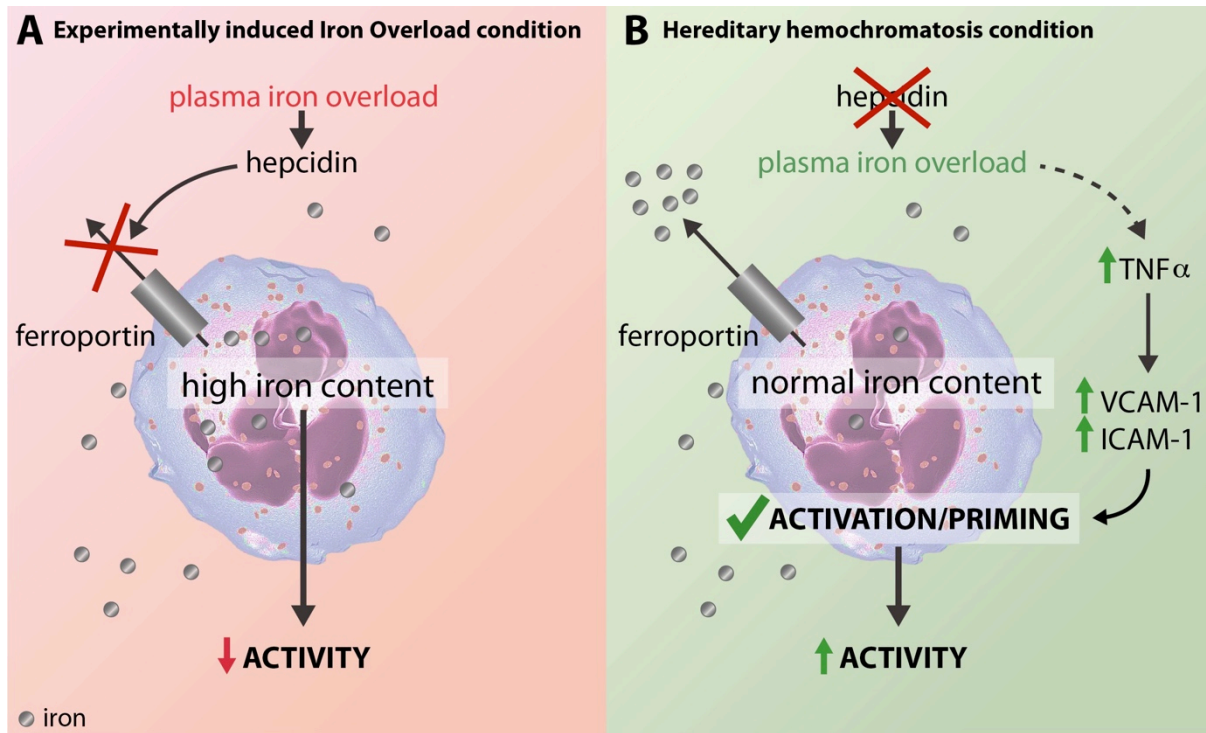 A Experimentally induced Iron Overload condition
plasma iron overload
hepcidin
ferroportin
high iron content
ACTIVITY
iron
B Hereditary hemochromatosis condition
hepcidin
plasma iron overload
TNFα
ferroportin
normal iron content
VCAM-1
ICAM-1
ACTIVATION/PRIMING
ACTIVITY